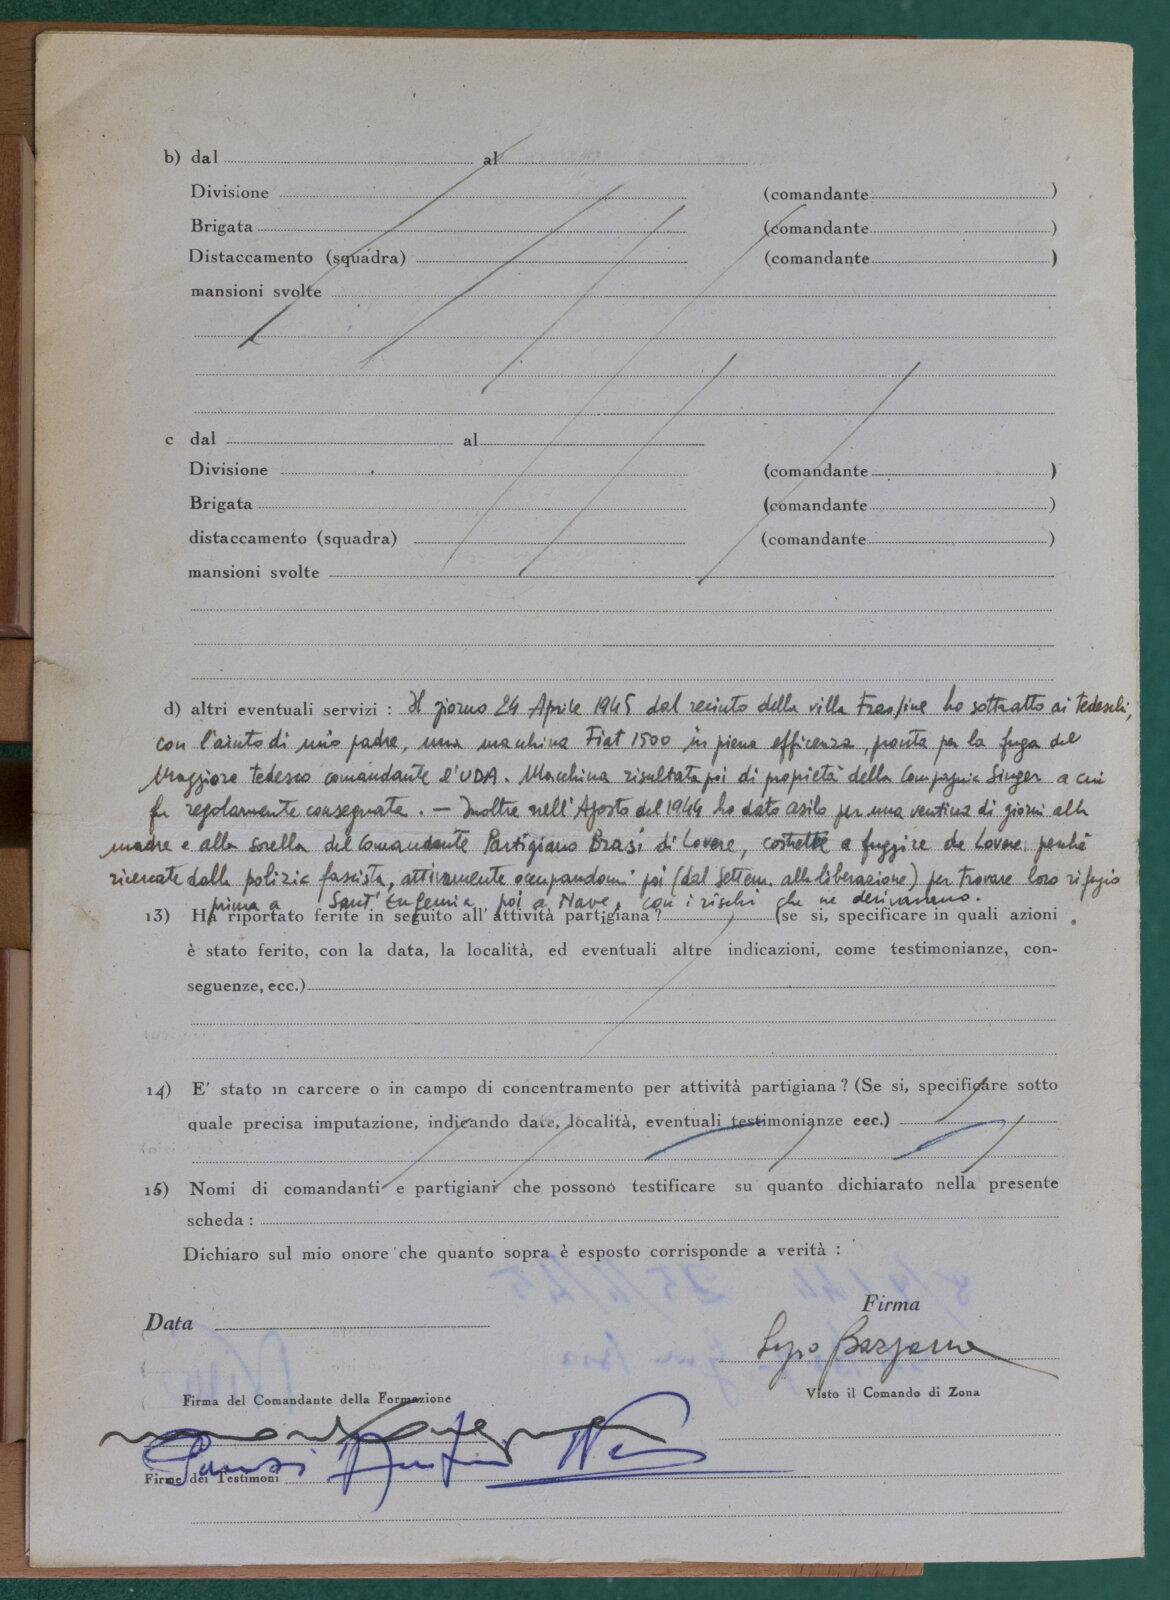 b) dal al
Divisione (comandante )
Brigata (comandante )
Distaccamento (squadra) (comandante )
mansioni svolte
c dal al
Divisione (comandante )
Brigata (comandante )
distaccamento (squadra) (comandante )
mansioni svolte
d) altri eventuali servizi : Il giorno 24 Aprile 1945 dal recinto della villa ho sottratto ai tedeschi,
con l'aiuto di mio padre, una macchina Fiat 1500 in piena efficenza, pronta per la fuga del
Maggiore tedesco comandante l'UDA. Macchina risultata poi di proprietà della Compagnia Singer a cui
fu regolarmente consegnata. — Inoltre nell'Agosto del 1944 ho dato asilo per una ventina di giorni alla
madre e alla sorella del Comandante Partigiano Brasi di Lovere, costrette a fuggire da Lovere perchè
ricercate dalla polizia fascista, attivamente occupandomi poi (dal Settem. alla liberazione) per trovare loro rifugio
prima a Sant'Eufemia poi a Nave, con i rischi che ne derivavano.
13) Ha riportato ferite in seguito all'attività partigiana ? (se si, specificare in quali azioni
è stato ferito, con la data, la località, ed eventuali altre indicazioni, come testimonianze, con-
seguenze, ecc.)
14) E' stato in carcere o in campo di concentramento per attività partigiana ? (Se si, specificare sotto
quale precisa imputazione, indicando date, località, eventuali testimonianze eec.)
15) Nomi di comandanti e partigiani che possono testificare su quanto dichiarato nella presente
scheda :
Dichiaro sul mio onore che quanto sopra è esposto corrisponde a verità :
Firma
Data
Firma del Comandante della Formazione Visto il Comando di Zona
Firme dei Testimoni